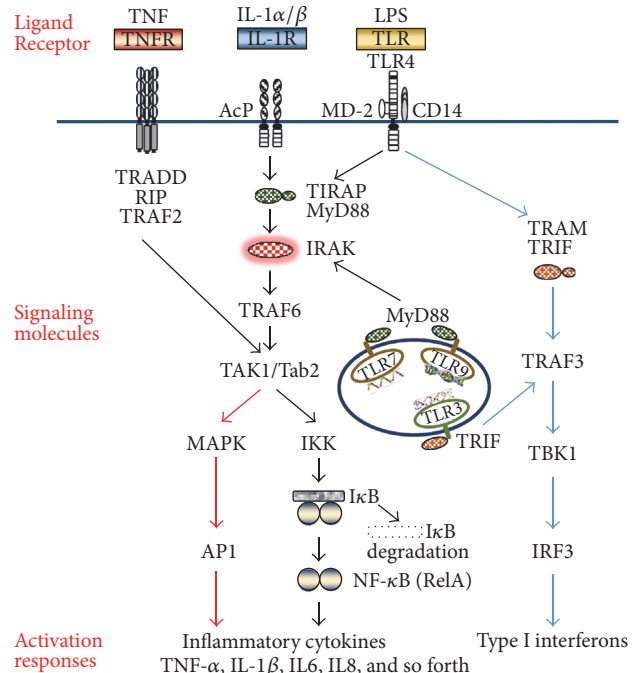 Ligand
Receptor
TNF
TNFR
IL-1α/β
IL-1R
LPS
TLR
TLR4
AcP
MD-2
CD14
TRADD
RIP
TRAF2
TIRAP
MyD88
TRAM
TRIF
IRAK
Signaling
molecules
TRAF6
MyD88
TLR7
TLR9
TLR3
TRIF
TRAF3
TAK1/Tab2
MAPK
IKK
TBK1
IκB
IκB
degradation
AP1
NF-κB (RelA)
IRF3
Activation
responses
Inflammatory cytokines
TNF-α, IL-1β, IL6, IL8, and so forth
Type I interferons